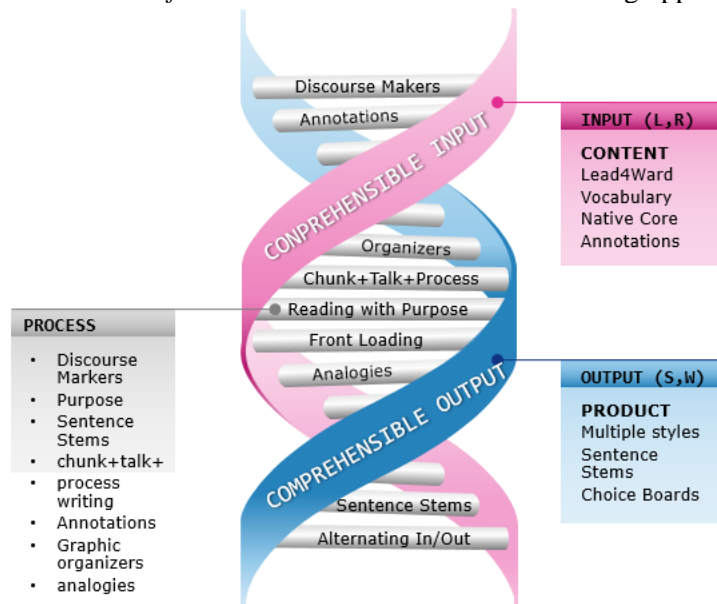 Discourse Makers
Annotations
CONPREHENSIBLE INPUT
Organizers
Chunk+Talk+Process
Reading with Purpose
Front Loading
Analogies
COMPREHENSIBLE OUTPUT
Sentence Stems
Alternating In/Out
INPUT (L,R)
CONTENT
Lead4Ward
Vocabulary
Native Core
Annotations
PROCESS
• Discourse
Markers
• Purpose
• Sentence
Stems
• chunk+talk+
• process
writing
• Annotations
• Graphic
organizers
• analogies
OUTPUT (S,W)
PRODUCT
Multiple styles
Sentence
Stems
Choice Boards